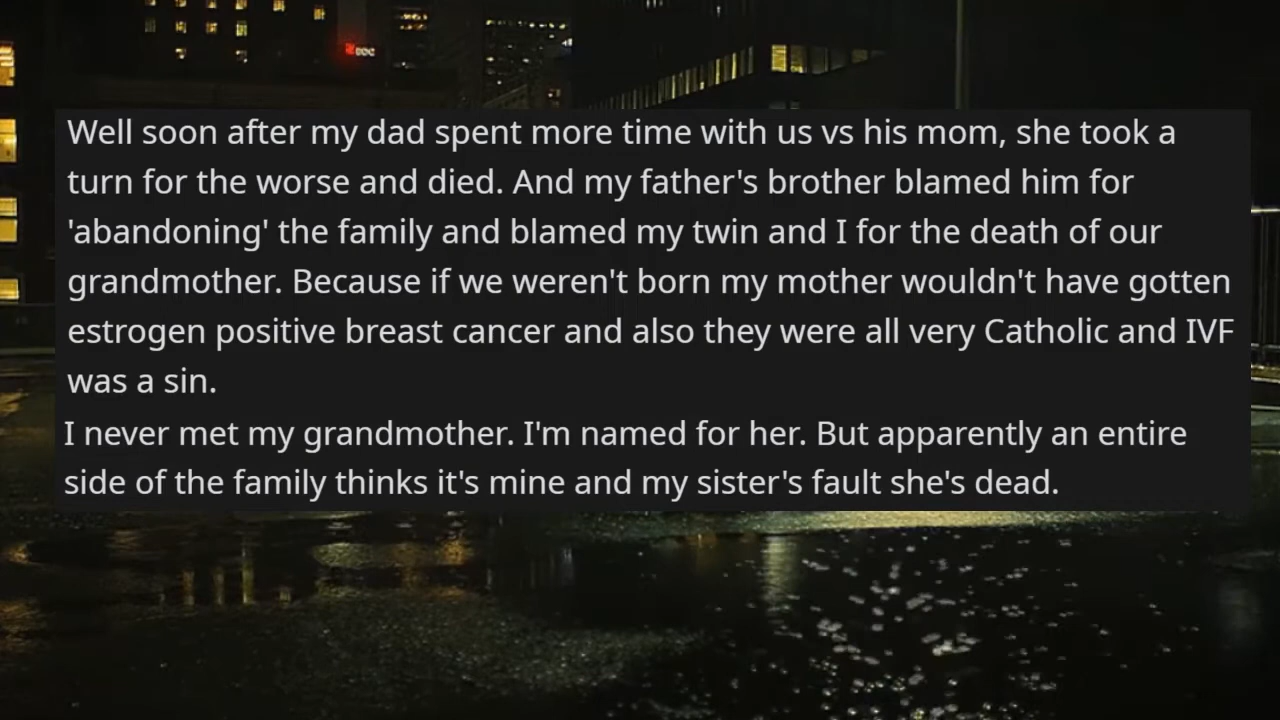 Well soon after my dad spent more time with us vs his mom, she took a
turn for the worse and died. And my father's brother blamed him for
'abandoning' the family and blamed my twin and I for the death of our
grandmother. Because if we weren't born my mother wouldn't have gotten
estrogen positive breast cancer and also they were all very Catholic and IVF
was a sin.
I never met my grandmother. I'm named for her. But apparently an entire
side of the family thinks it's mine and my sister's fault she's dead.